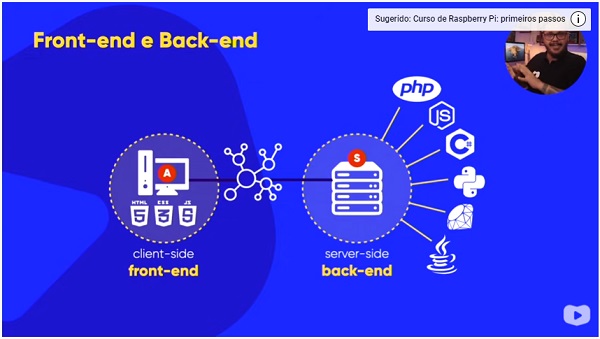 Sugerido: Curso de Raspberry Pi: primeiros passos
Front-end e Back-end
php
JS
C#
A
S
HTML CSS JS
5 3 5
client-side
front-end
server-side
back-end